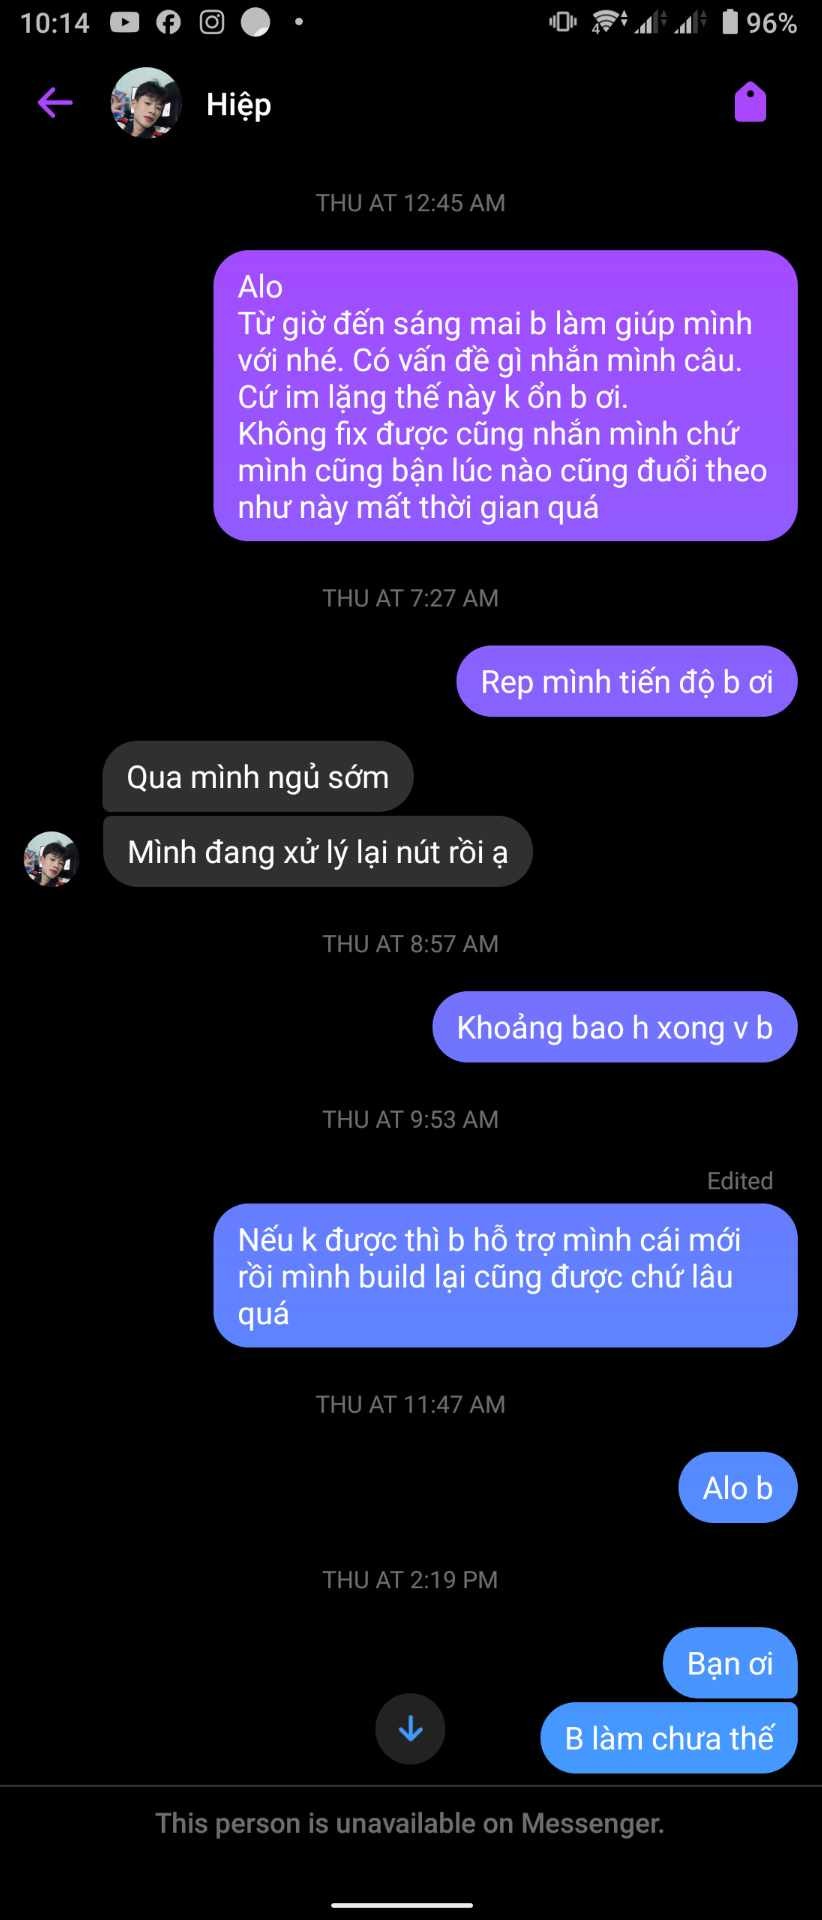 10:14
4
96%
Hiệp
THU AT 12:45 AM
Alo
Từ giờ đến sáng mai b làm giúp mình
với nhé. Có vấn đề gì nhắn mình câu.
Cứ im lặng thế này k ổn b ơi.
Không fix được cũng nhắn mình chứ
mình cũng bận lúc nào cũng đuổi theo
như này mất thời gian quá
THU AT 7:27 AM
Rep mình tiến độ b ơi
Qua mình ngủ sớm
Mình đang xử lý lại nút rồi ạ
THU AT 8:57 AM
Khoảng bao h xong v b
THU AT 9:53 AM
Edited
Nếu k được thì b hỗ trợ mình cái mới
rồi mình build lại cũng được chứ lâu
quá
THU AT 11:47 AM
Alo b
THU AT 2:19 PM
Bạn ơi
B làm chưa thế
This person is unavailable on Messenger.